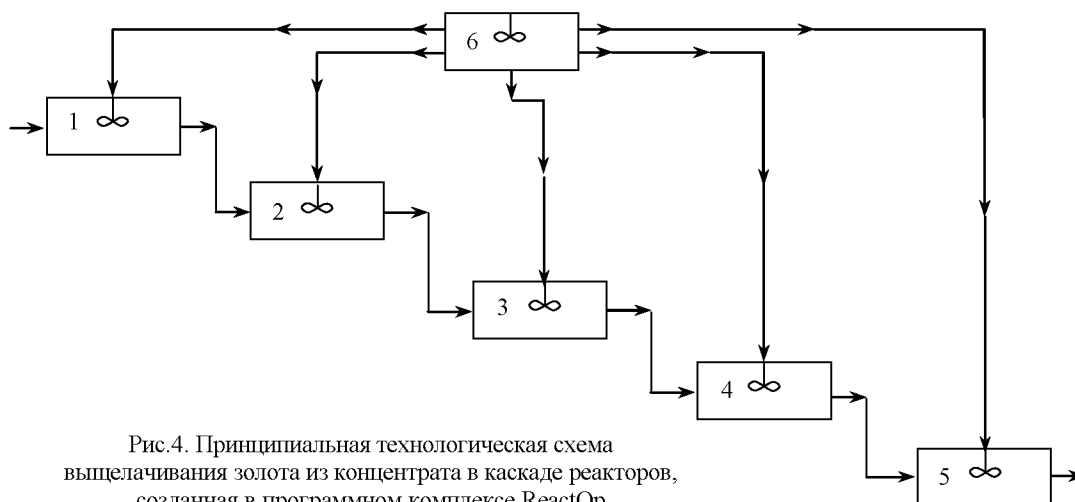 6
1
2
3
4
5
Рис.4. Принципиальная технологическая схема
выщелачивания золота из концентрата в каскаде реакторов,
созданная в программном комплексе ReactOp